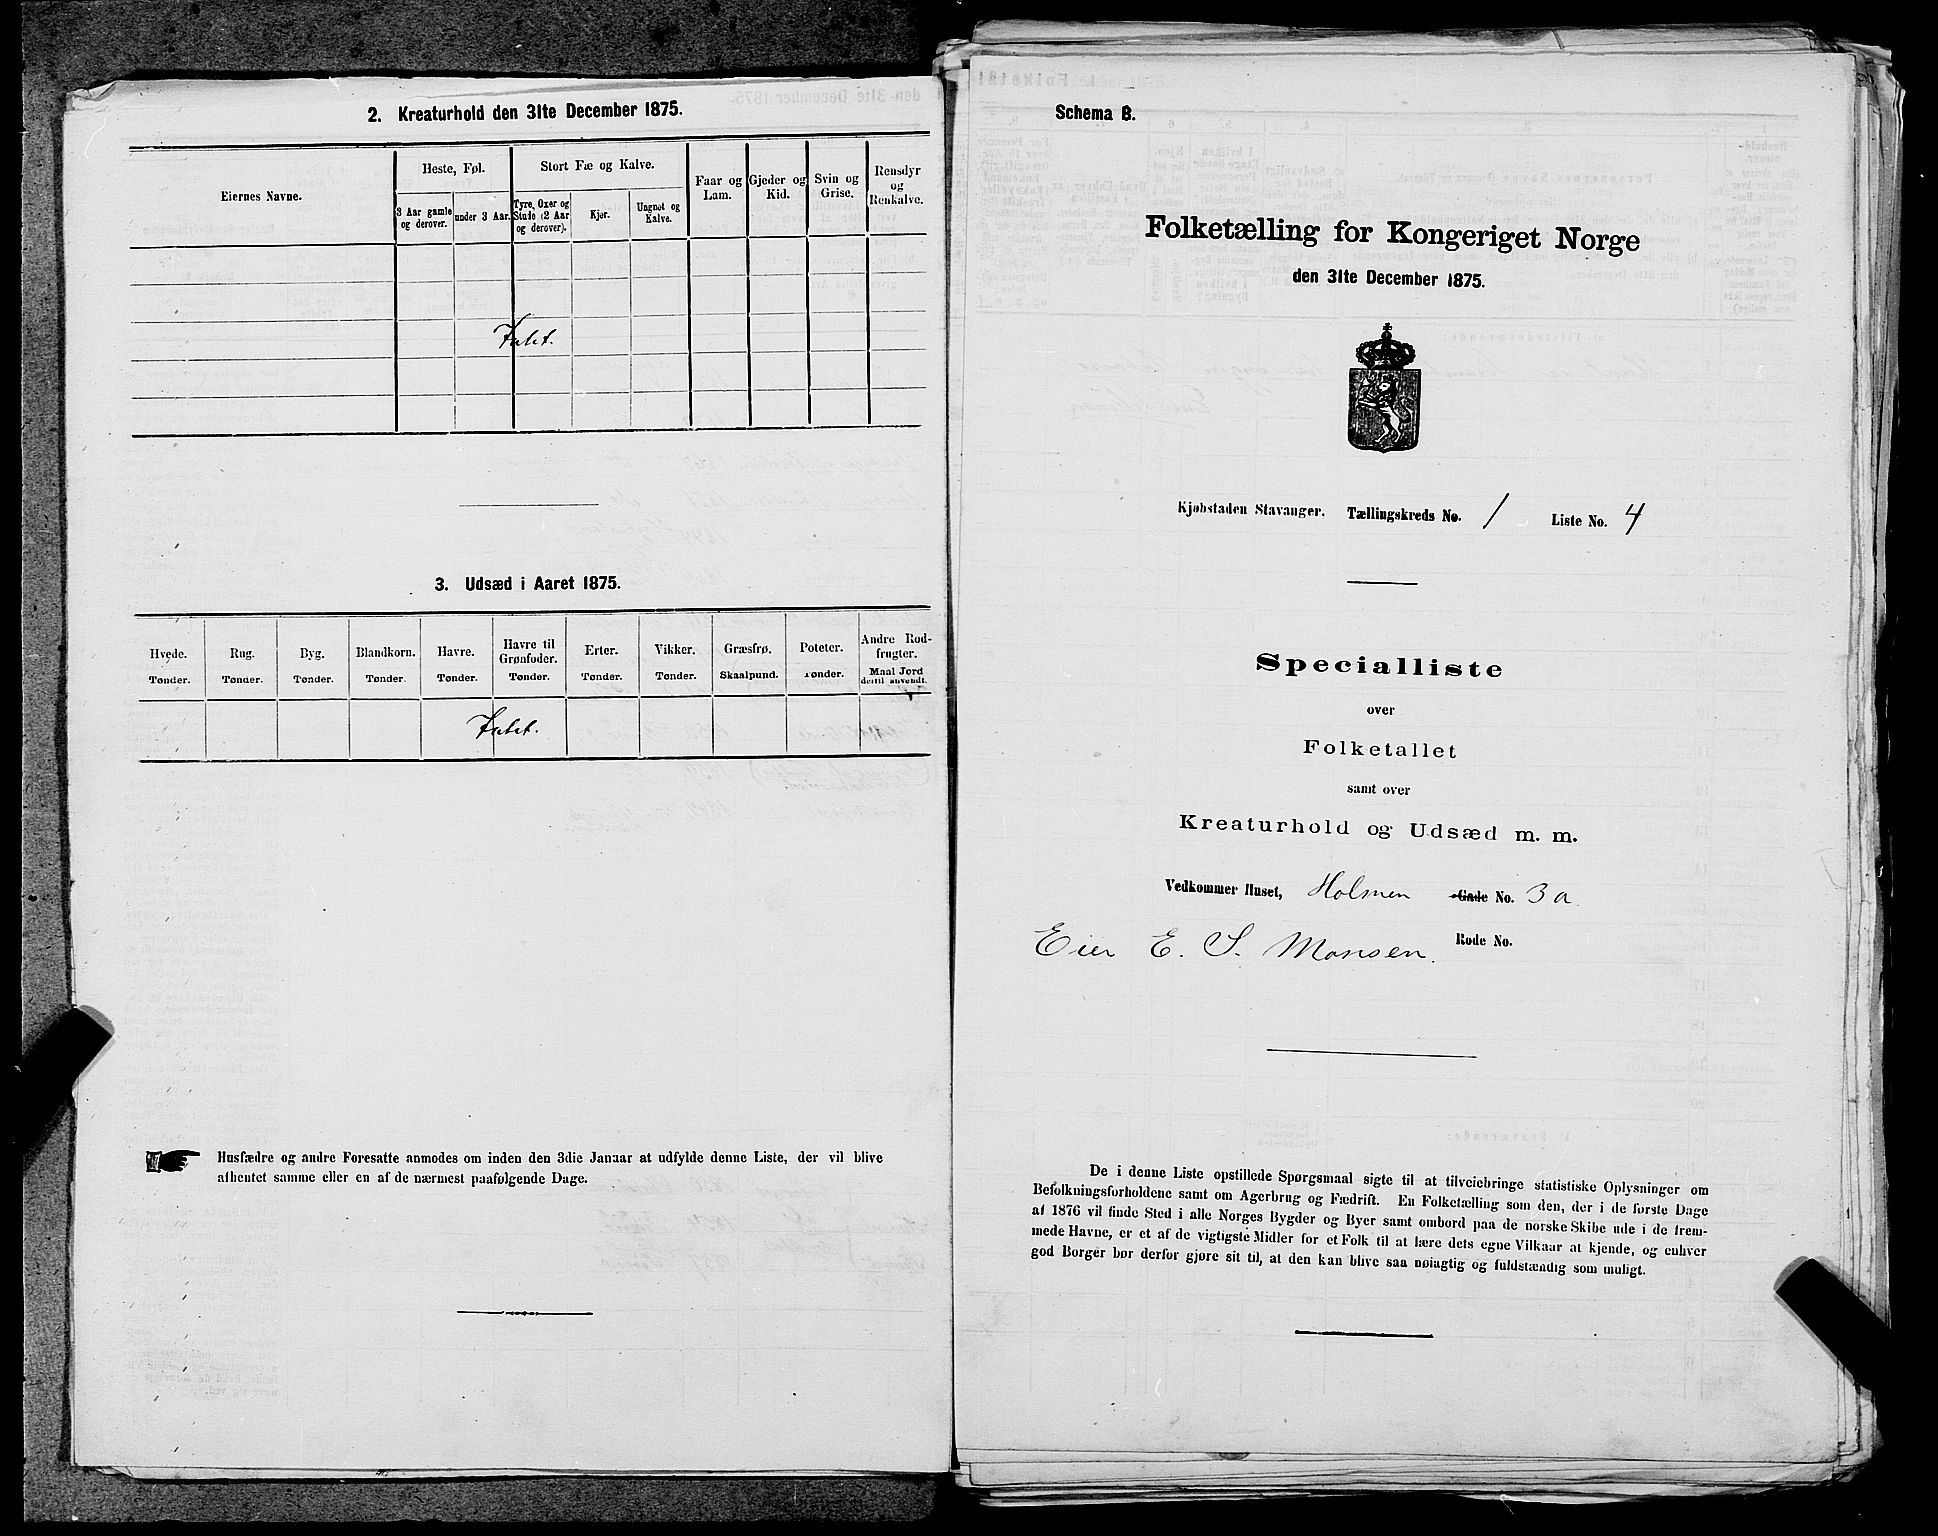 2. Kreaturhold den 31te December 1875.
Eiernes Navne.
Heste, Føl.
Stort Fæ og Kalve.
Faar og Lam.
Gjeder og Kid.
Svin og Grise.
Rensdyr og Renkalve.
3 Aar gamle og derover.
under 3 Aar.
Tyre, Oxer og Stude (2 Aar og derover).
Kjør.
Ungnøt og Kalve.
Intet.
3. Udsæd i Aaret 1875.
Hvede. Tønder.
Rug. Tønder.
Byg. Tønder.
Blandkorn. Tønder.
Havre. Tønder.
Havre til Grønfoder. Tønder.
Erter. Tønder.
Vikker. Tønder.
Græsfrø. Skaalpund.
Poteter. Tønder.
Andre Rodfrugter. Maal Jord dertil anvendt.
Intet.
Husfædre og andre Foresatte anmodes om inden den 3die Januar at udfylde denne Liste, der vil blive
afhentet samme eller en af de nærmest paafølgende Dage.
Schema B.
Folketælling for Kongeriget Norge
den 31te December 1875.
Kjøbstaden Stavanger. Tællingskreds No. 1 Liste No. 4
Specialliste
over
Folketallet
samt over
Kreaturhold og Udsæd m. m.
Vedkommer Huset, Holmen Gade No. 3a
Rode No.
Eier E. S. Monsen.
De i denne Liste opstillede Spørgsmaal sigte til at tilveiebringe statistiske Oplysninger om
Befolkningsforholdene samt om Agerbrug og Fædrift. En Folketælling som den, der i de første Dage
af 1876 vil finde Sted i alle Norges Bygder og Byer samt ombord paa de norske Skibe ude i de frem-
mede Havne, er et af de vigtigste Midler for et Folk til at lære dets egne Vilkaar at kjende, og enhver
god Borger bør derfor gjøre sit til, at den kan blive saa nøiagtig og fuldstændig som muligt.